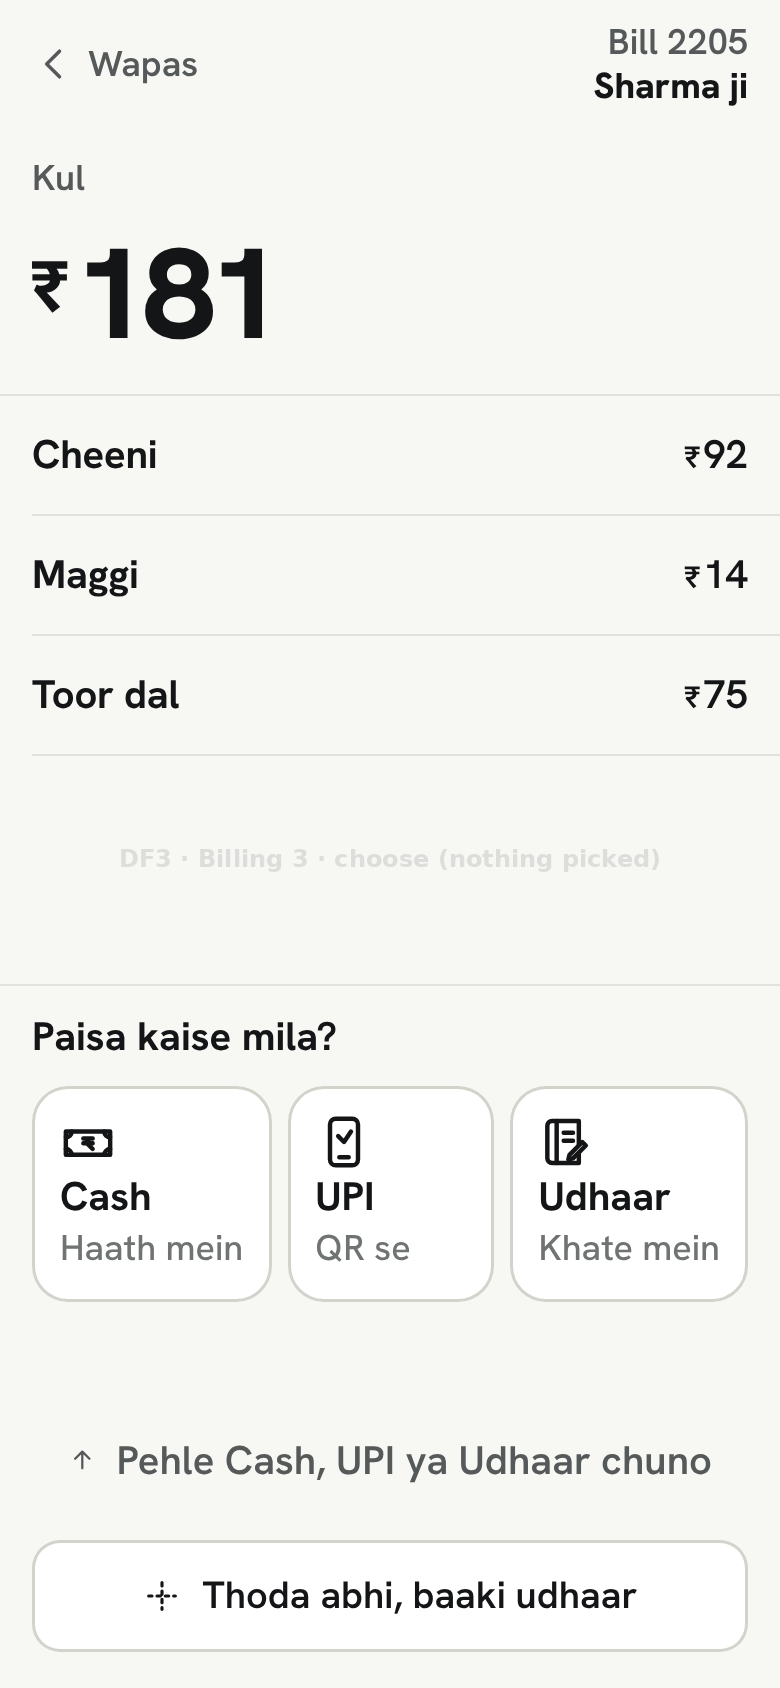 Wapas
Bill 2205
Sharma ji
Kul
₹181
Cheeni ₹92
Maggi ₹14
Toor dal ₹75
DF3 · Billing 3 · choose (nothing picked)
Paisa kaise mila?
Cash
Haath mein
UPI
QR se
Udhaar
Khate mein
↑ Pehle Cash, UPI ya Udhaar chuno
Thoda abhi, baaki udhaar